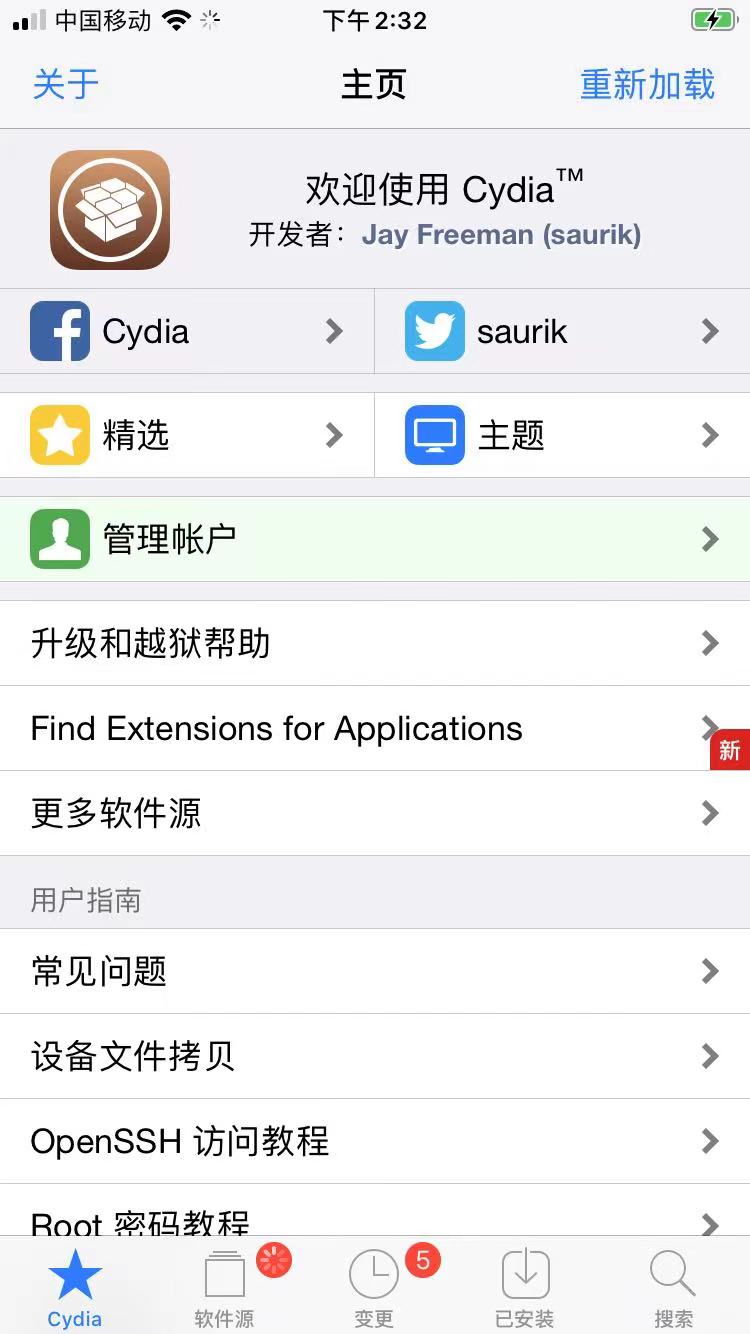 中国移动 下午2:32
关于 主页 重新加载
欢迎使用 Cydia™
开发者：Jay Freeman (saurik)
Cydia saurik
精选 主题
管理帐户
升级和越狱帮助
Find Extensions for Applications
新
更多软件源
用户指南
常见问题
设备文件拷贝
OpenSSH 访问教程
Root 密码教程
5
Cydia 软件源 变更 已安装 搜索